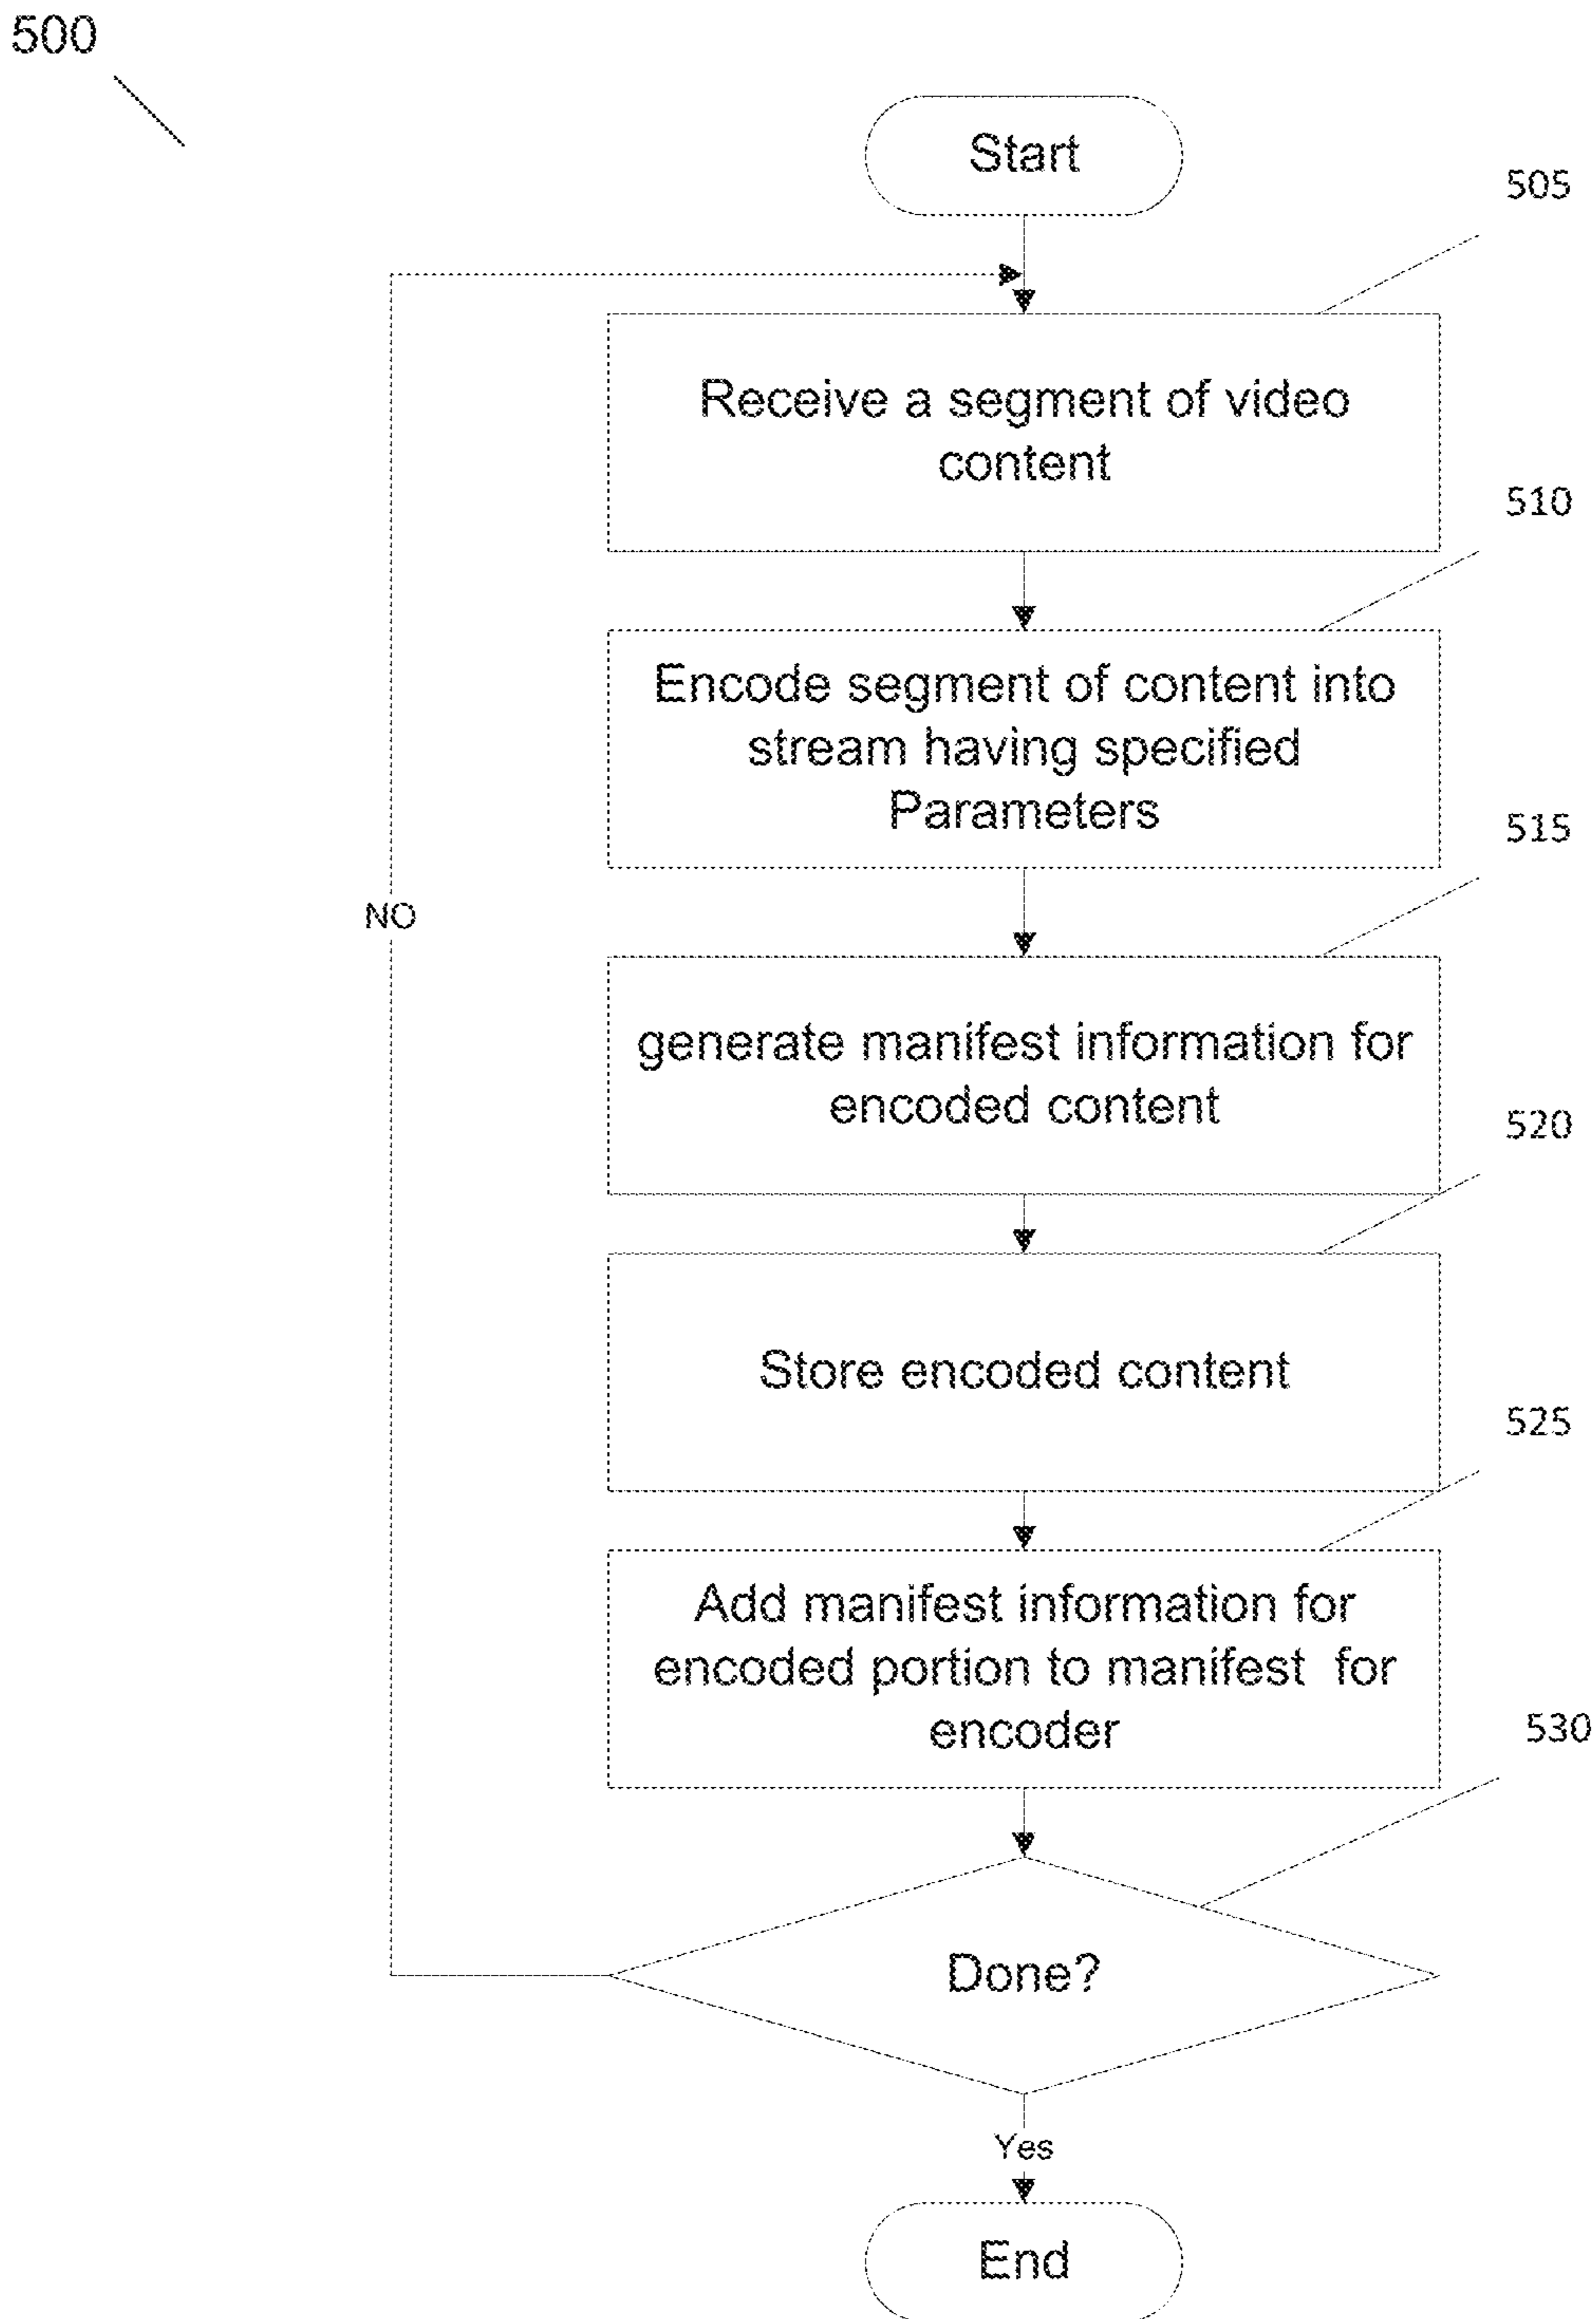 500
Start
505
Receive a segment of video
content
510
Encode segment of content into
stream having specified
Parameters
515
NO
generate manifest information for
encoded content
520
Store encoded content
525
Add manifest information for
encoded portion to manifest for
encoder
530
Done?
Yes
End